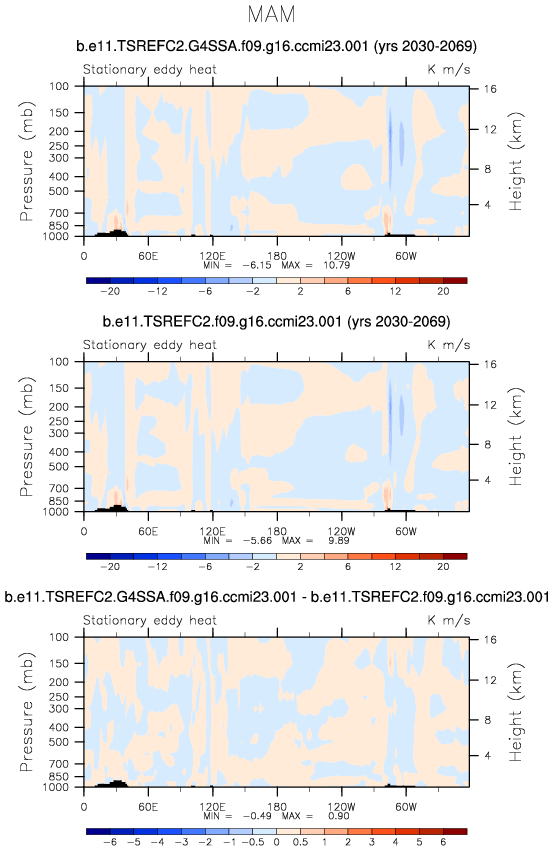 MAM
b.e11.TSREFC2.G4SSA.f09.g16.ccmi23.001 (yrs 2030-2069)
Stationary eddy heat K m/s
Pressure (mb)
100
150
200
250
300
400
500
700
850
1000
16
12
8
4
Height (km)
0 60E 120E 180 120W 60W
MIN = -6.15 MAX = 10.79
-20 -12 -6 -2 2 6 12 20
b.e11.TSREFC2.f09.g16.ccmi23.001 (yrs 2030-2069)
Stationary eddy heat K m/s
Pressure (mb)
100
150
200
250
300
400
500
700
850
1000
16
12
8
4
Height (km)
0 60E 120E 180 120W 60W
MIN = -5.66 MAX = 9.89
-20 -12 -6 -2 2 6 12 20
b.e11.TSREFC2.G4SSA.f09.g16.ccmi23.001 - b.e11.TSREFC2.f09.g16.ccmi23.001
Stationary eddy heat K m/s
Pressure (mb)
100
150
200
250
300
400
500
700
850
1000
16
12
8
4
Height (km)
0 60E 120E 180 120W 60W
MIN = -0.49 MAX = 0.90
-6 -5 -4 -3 -2 -1 -0.5 0 0.5 1 2 3 4 5 6